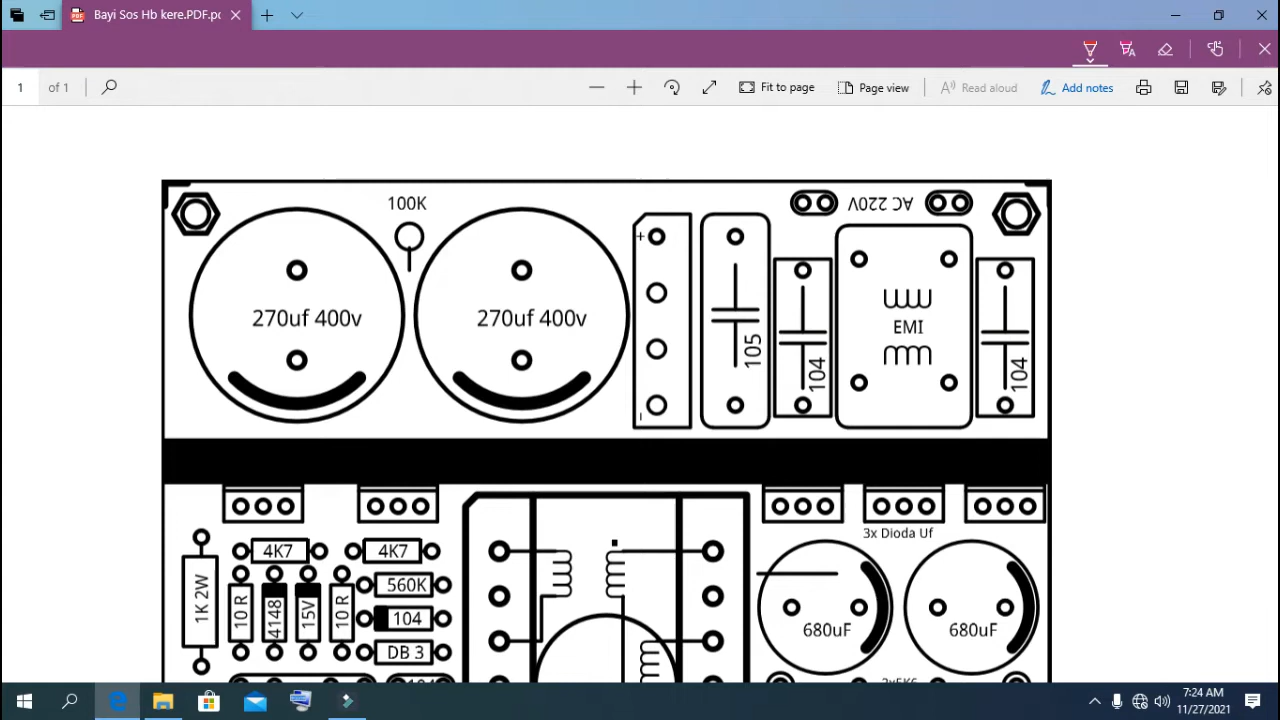 Bayi Sos Hb kere.PDF.pd
1 of 1
Fit to page
Page view
Read aloud
Add notes
100K
AC 220V
270uf 400v
270uf 400v
+
-
105
104
EMI
104
3x Dioda Uf
4K7
4K7
560K
1K 2W
10 R
4148
15V
10 R
104
DB 3
680uF
680uF
7:24 AM
11/27/2021